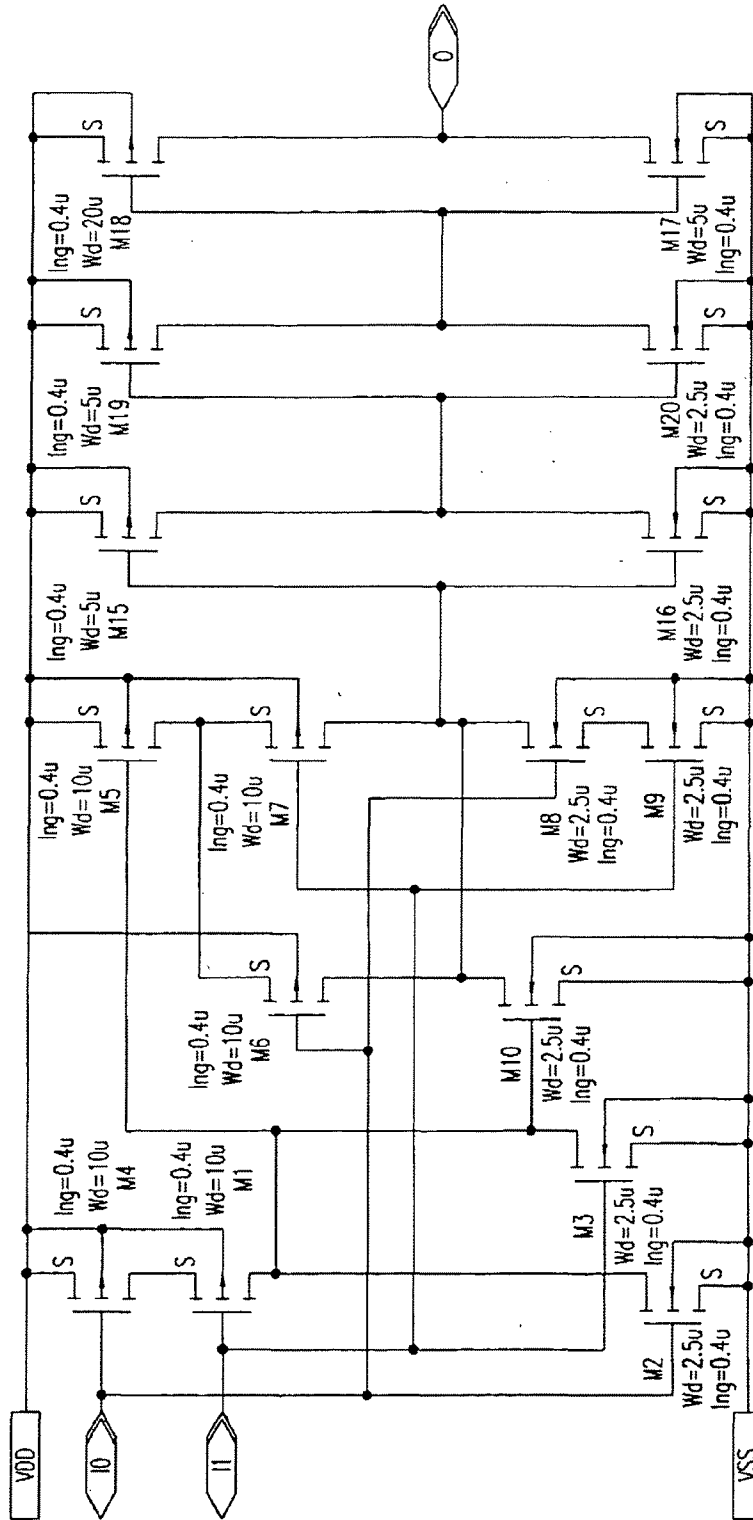 VDD
I0
I1
VSS
lng=0.4u
Wd=10u
M4
S
lng=0.4u
Wd=10u
M1
S
M2
Wd=2.5u
lng=0.4u
S
M3
Wd=2.5u
lng=0.4u
S
lng=0.4u
Wd=10u
M6
S
M10
Wd=2.5u
lng=0.4u
S
lng=0.4u
Wd=10u
M5
S
lng=0.4u
Wd=10u
M7
S
M8
Wd=2.5u
lng=0.4u
S
M9
Wd=2.5u
lng=0.4u
S
lng=0.4u
Wd=5u
M15
S
M16
Wd=2.5u
lng=0.4u
S
lng=0.4u
Wd=5u
M19
S
M20
Wd=2.5u
lng=0.4u
S
lng=0.4u
Wd=20u
M18
S
M17
Wd=5u
lng=0.4u
S
O